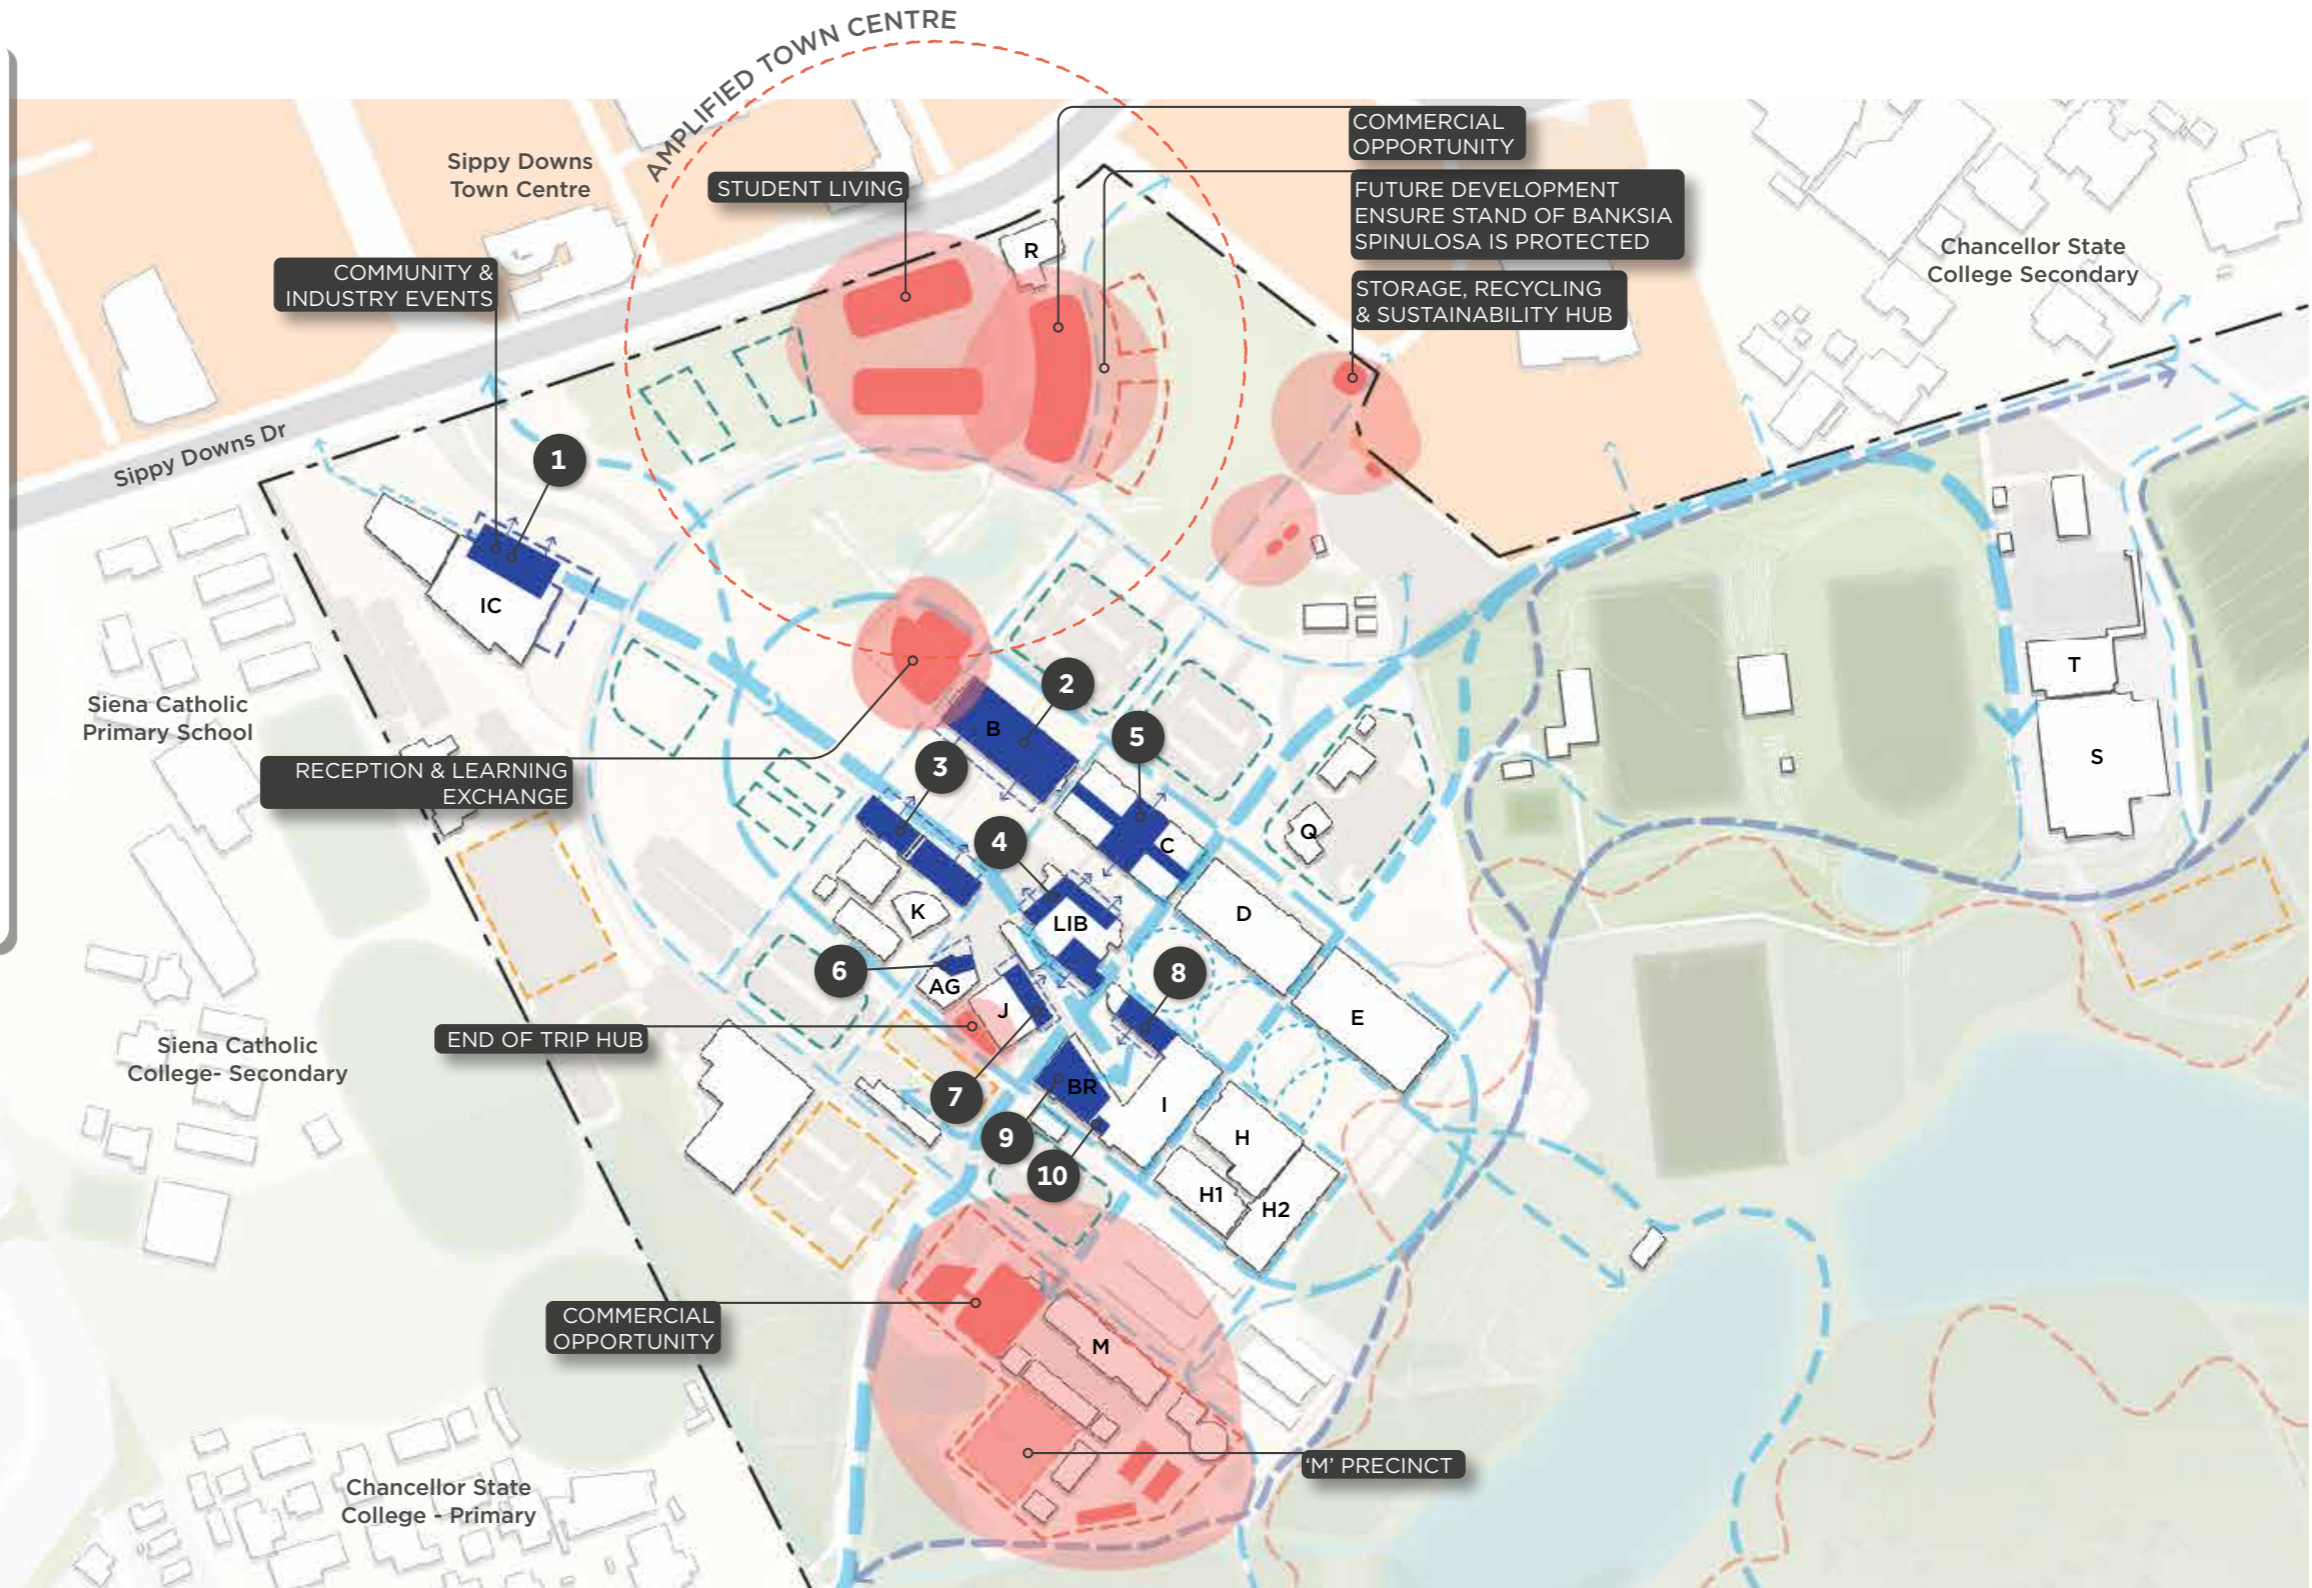 AMPLIFIED TOWN CENTRE
COMMERCIAL
OPPORTUNITY
Sippy Downs
Town Centre
STUDENT LIVING
FUTURE DEVELOPMENT
ENSURE STAND OF BANKSIA
SPINULOSA IS PROTECTED
R
Chancellor State
College Secondary
COMMUNITY &
INDUSTRY EVENTS
STORAGE, RECYCLING
& SUSTAINABILITY HUB
Sippy Downs Dr
1
IC
T
2
Siena Catholic
Primary School
B
5
S
3
RECEPTION & LEARNING
EXCHANGE
Q
4
C
K
LIB
D
6
8
AG
J
E
END OF TRIP HUB
Siena Catholic
College- Secondary
7
BR
I
9
H
10
H1
H2
COMMERCIAL
OPPORTUNITY
M
'M' PRECINCT
Chancellor State
College - Primary